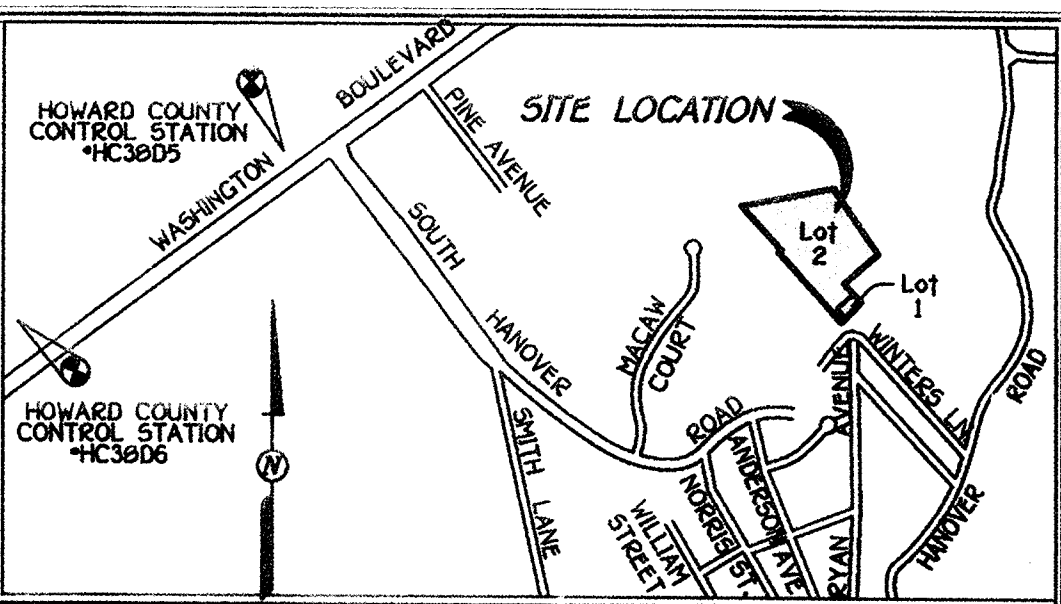 HOWARD COUNTY
CONTROL STATION
*HC38D5
WASHINGTON BOULEVARD
PINE AVENUE
SITE LOCATION
Lot
2
Lot
1
SOUTH HANOVER ROAD
MACAW
COURT
HOWARD COUNTY
CONTROL STATION
*HC38D6
N
SMITH LANE
WILLIAM
STREET
NORRIS ST.
ANDERSON AVE
RYAN AVENUE
WINTERS LN.
HANOVER ROAD